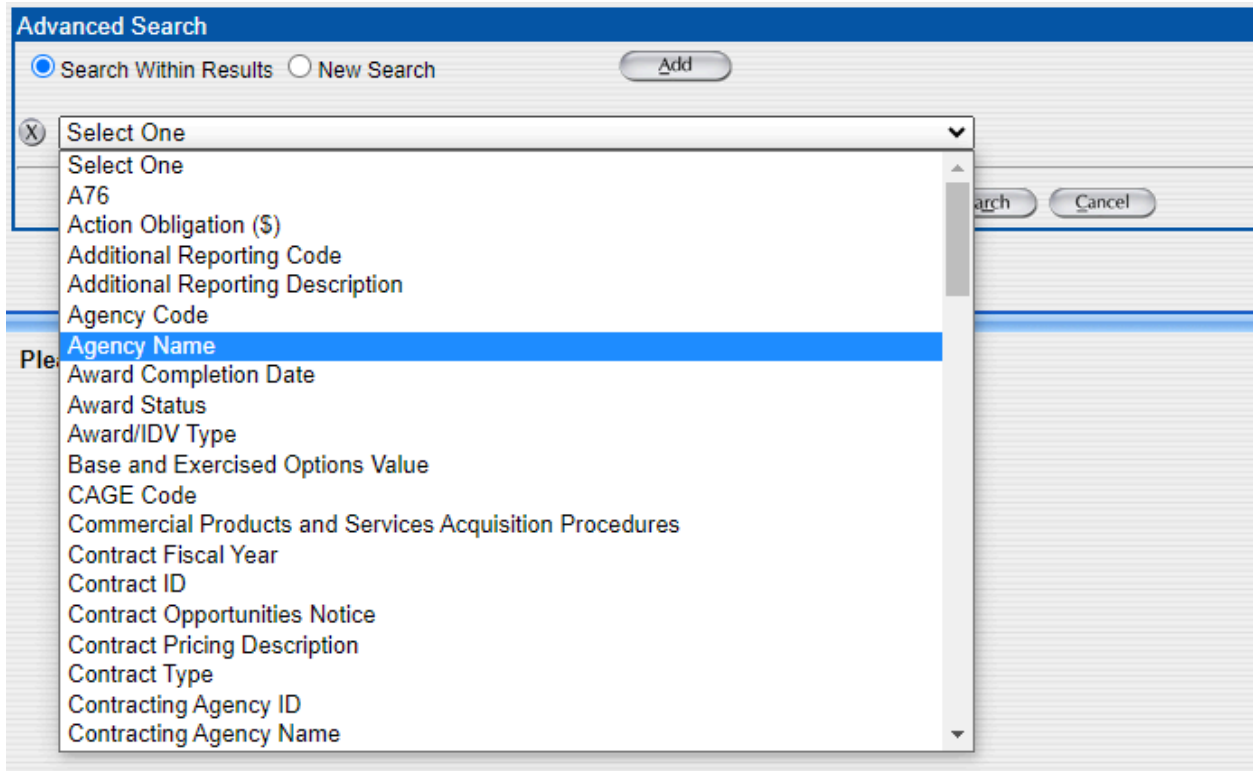 Advanced Search
Search Within Results New Search Add
X Select One
Select One
A76
Action Obligation ($)
Additional Reporting Code
Additional Reporting Description
Agency Code
Agency Name
Award Completion Date
Award Status
Award/IDV Type
Base and Exercised Options Value
CAGE Code
Commercial Products and Services Acquisition Procedures
Contract Fiscal Year
Contract ID
Contract Opportunities Notice
Contract Pricing Description
Contract Type
Contracting Agency ID
Contracting Agency Name
arch Cancel
Plea